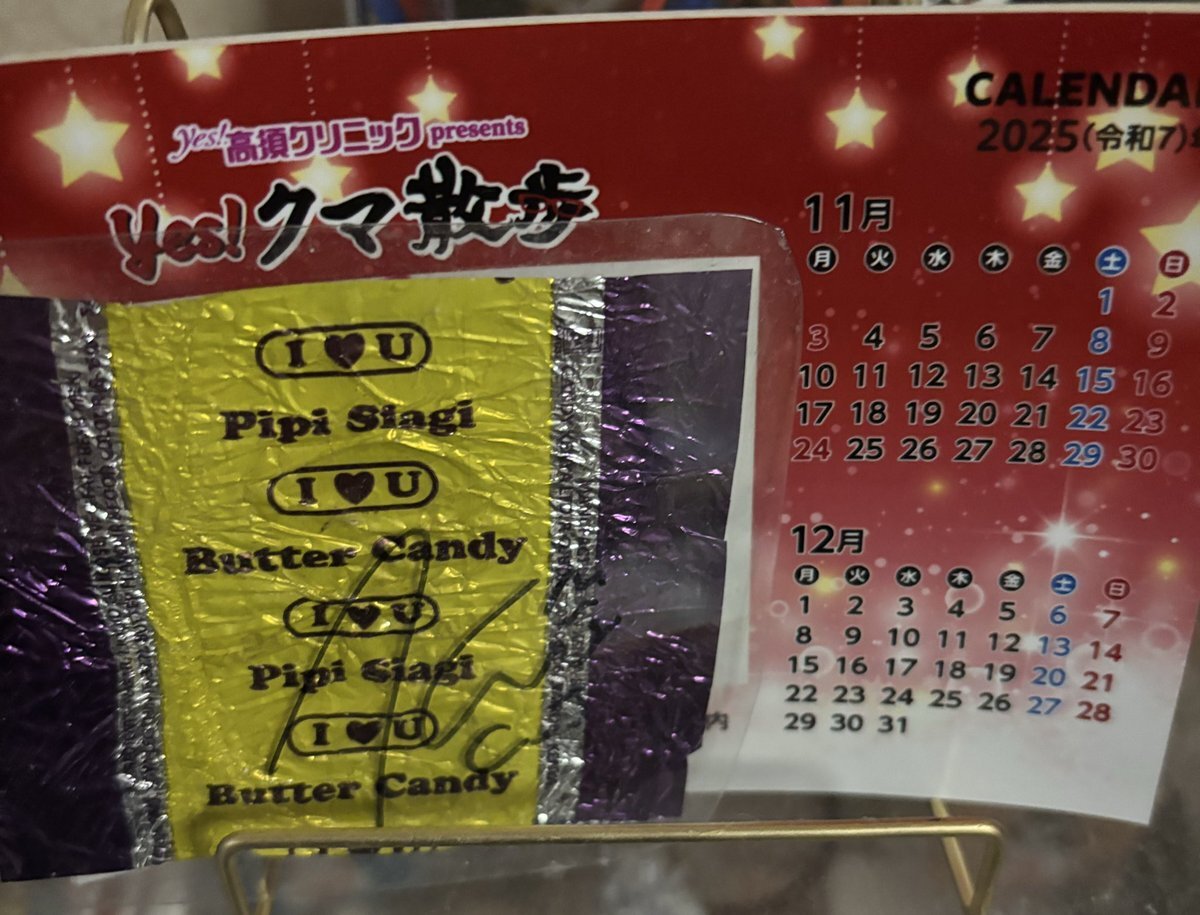 yes!高須クリニック presents
Yes!クマ散歩
CALENDA
2025(令和7)
11月
月 火 水 木 金 土 日
1 2
3 4 5 6 7 8 9
10 11 12 13 14 15 16
17 18 19 20 21 22 23
24 25 26 27 28 29 30
12月
月 火 水 木 金 土 日
1 2 3 4 5 6 7
8 9 10 11 12 13 14
15 16 17 18 19 20 21
22 23 24 25 26 27 28
29 30 31
内
I ♥ U
Pipi Siagi
I ♥ U
Butter Candy
I ♥ U
Pipi Siagi
I ♥ U
Butter Candy